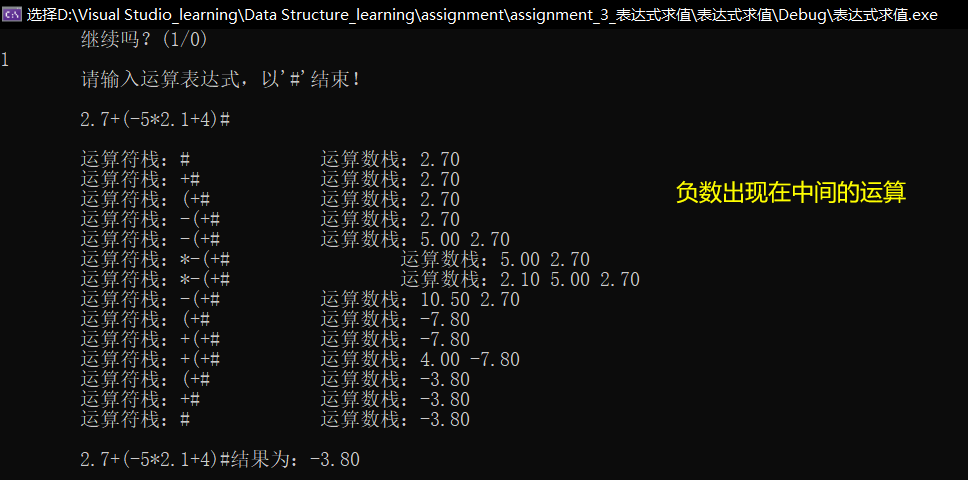 选择D:\Visual Studio_learning\Data Structure_learning\assignment\assignment_3_表达式求值\表达式求值\Debug\表达式求值.exe
继续吗？(1/0)
1
请输入运算表达式，以'#'结束！
2.7+(-5*2.1+4)#
运算符栈：# 运算数栈：2.70
运算符栈：+# 运算数栈：2.70
运算符栈：(+# 运算数栈：2.70
运算符栈：-(+# 运算数栈：2.70
运算符栈：-(+# 运算数栈：5.00 2.70
运算符栈：*-(+# 运算数栈：5.00 2.70
运算符栈：*-(+# 运算数栈：2.10 5.00 2.70
运算符栈：-(+# 运算数栈：10.50 2.70
运算符栈：(+# 运算数栈：-7.80
运算符栈：+(+# 运算数栈：-7.80
运算符栈：+(+# 运算数栈：4.00 -7.80
运算符栈：(+# 运算数栈：-3.80
运算符栈：+# 运算数栈：-3.80
运算符栈：# 运算数栈：-3.80
2.7+(-5*2.1+4)#结果为：-3.80
负数出现在中间的运算